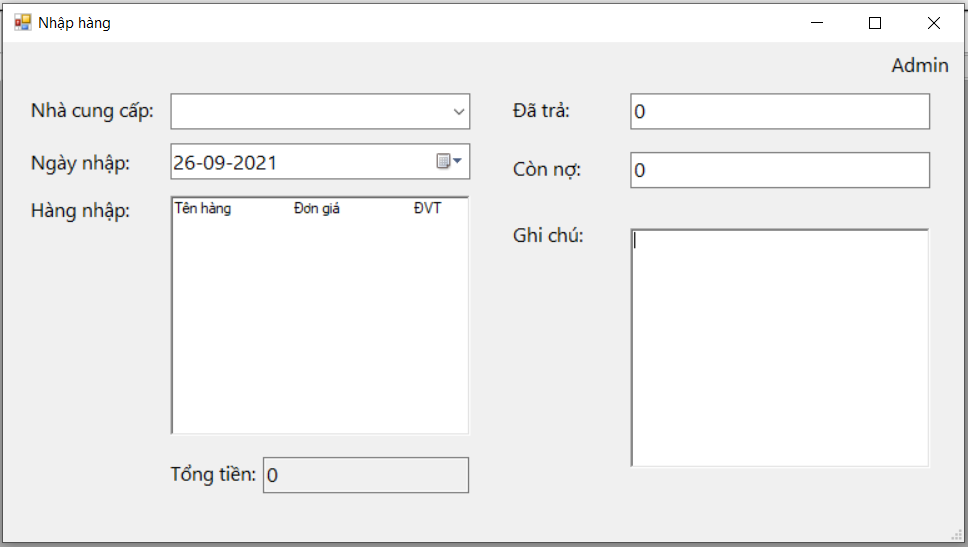 Nhập hàng
Admin
Nhà cung cấp:
Ngày nhập: 26-09-2021
Hàng nhập:
Tên hàng Đơn giá ĐVT
Tổng tiền: 0
Đã trả: 0
Còn nợ: 0
Ghi chú: